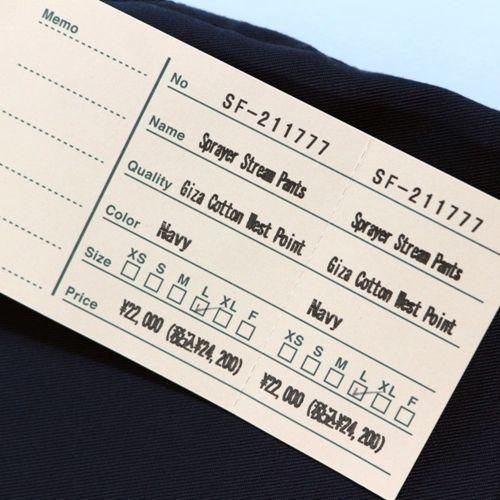 Memo
No SF-211777
Name Sprayer Stream Pants
Quality Giza Cotton West Point
Color Navy
Size XS S M L XL F
Price ¥22,000 (税込¥24,200)
SF-211777
Sprayer Stream Pants
Giza Cotton West Point
Navy
XS S M L XL F
¥22,000 (税込¥24,200)